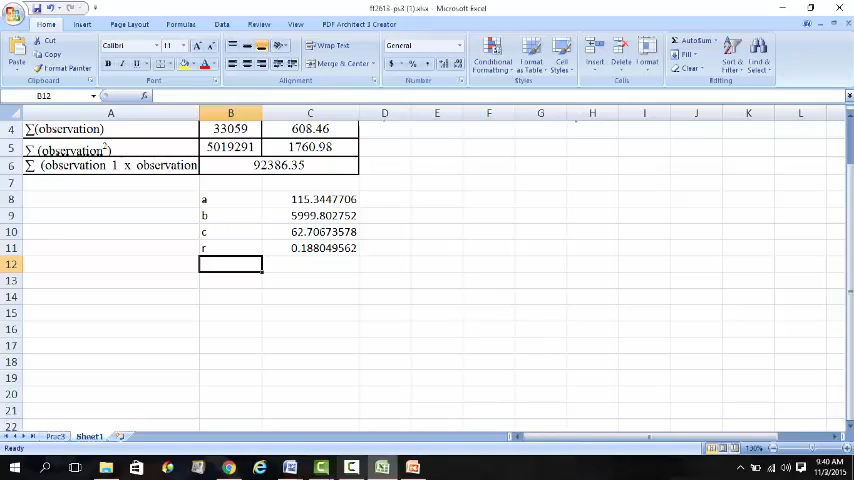 ff2613-ps3 (1).xlsx - Excel
Home Insert Page Layout Formulas Data Review View PDF Architect 3 Creator
Paste Cut Copy Format Painter Clipboard
Calibri 11 B I U Font
Wrap Text Merge & Center Alignment
General $ % , Number
Conditional Formatting Format as Table Cell Styles Styles
Insert Delete Format Cells
AutoSum Fill Clear Sort & Filter Find & Select Editing
B12 fx
A B C D E F G H I J K L
4 ∑(observation) 33059 608.46
5 ∑ (observation²) 5019291 1760.98
6 ∑ (observation 1 x observation 92386.35
7
8 a 115.3447706
9 b 5999.802752
10 c 62.70673578
11 r 0.188049562
12
13
14
15
16
17
18
19
20
21
22
Prac3 Sheet1
Ready 130%
9:40 AM
11/2/2015